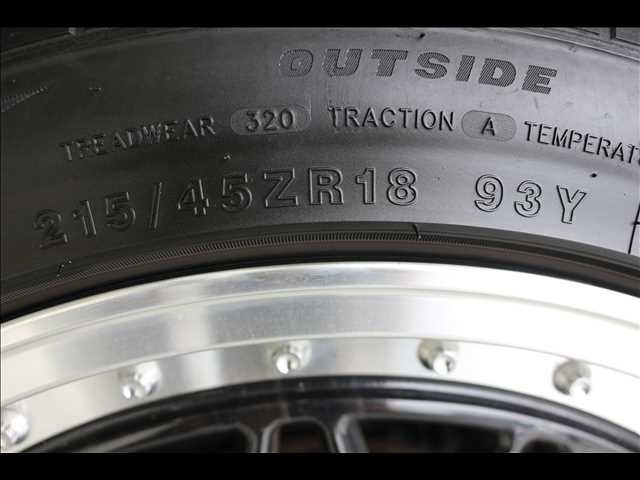 OUTSIDE
TREADWEAR 320 TRACTION A TEMPERAT
215/45ZR18 93Y